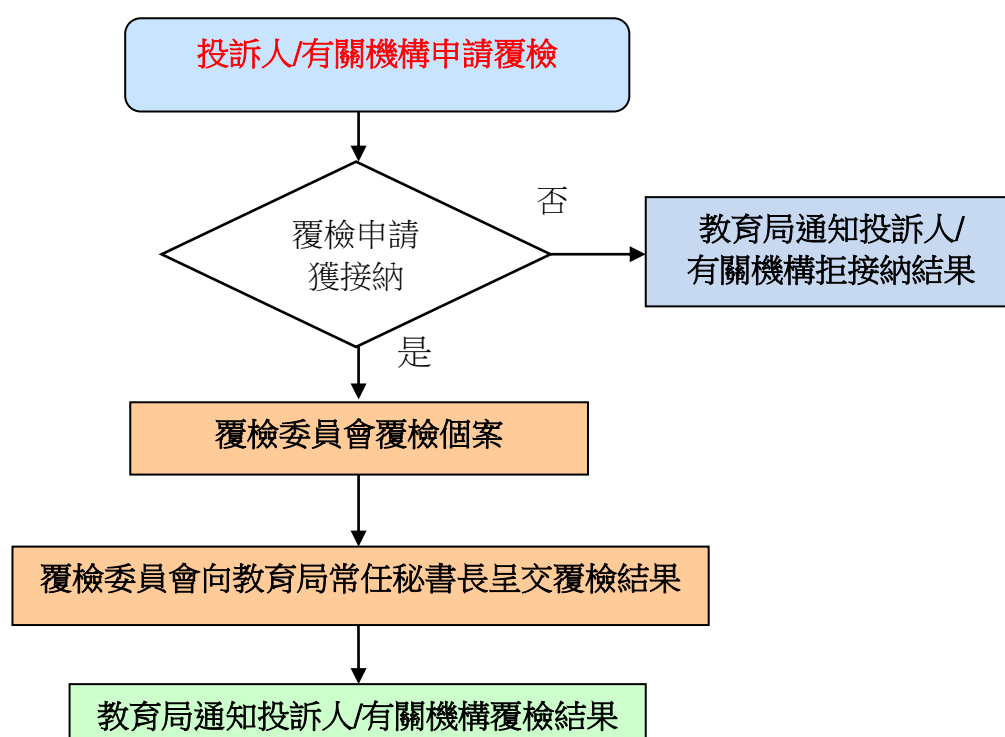 投訴人/有關機構申請覆檢
否
覆檢申請
獲接納
教育局通知投訴人/
有關機構拒接納結果
是
覆檢委員會覆檢個案
覆檢委員會向教育局常任秘書長呈交覆檢結果
教育局通知投訴人/有關機構覆檢結果